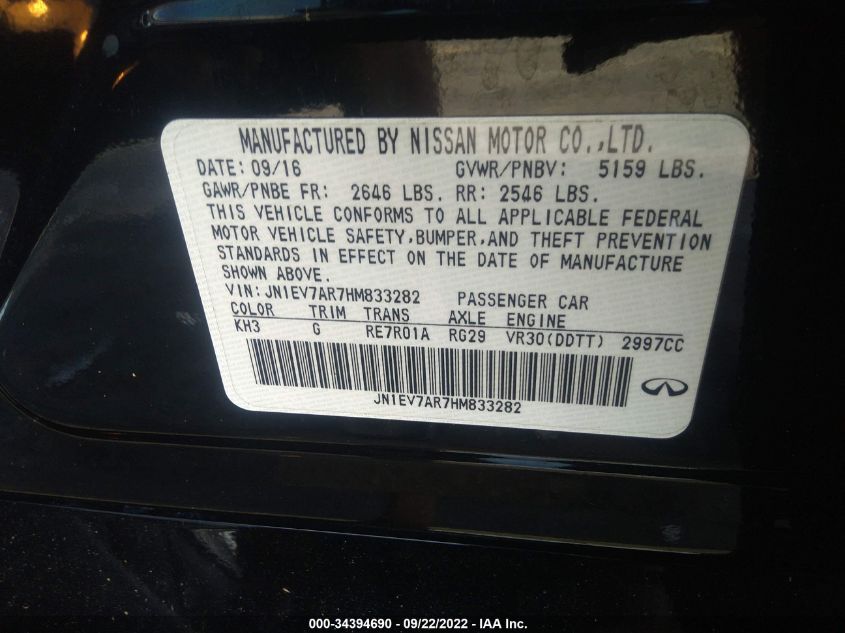 MANUFACTURED BY NISSAN MOTOR CO.,LTD.
DATE: 09/16 GVWR/PNBV: 5159 LBS.
GAWR/PNBE FR: 2646 LBS. RR: 2546 LBS.
THIS VEHICLE CONFORMS TO ALL APPLICABLE FEDERAL
MOTOR VEHICLE SAFETY,BUMPER,AND THEFT PREVENTION
STANDARDS IN EFFECT ON THE DATE OF MANUFACTURE
SHOWN ABOVE.
VIN: JN1EV7AR7HM833282 PASSENGER CAR
COLOR TRIM TRANS AXLE ENGINE
KH3 G RE7R01A RG29 VR30(DDTT) 2997CC
JN1EV7AR7HM833282
000-34394690 - 09/22/2022 - IAA Inc.